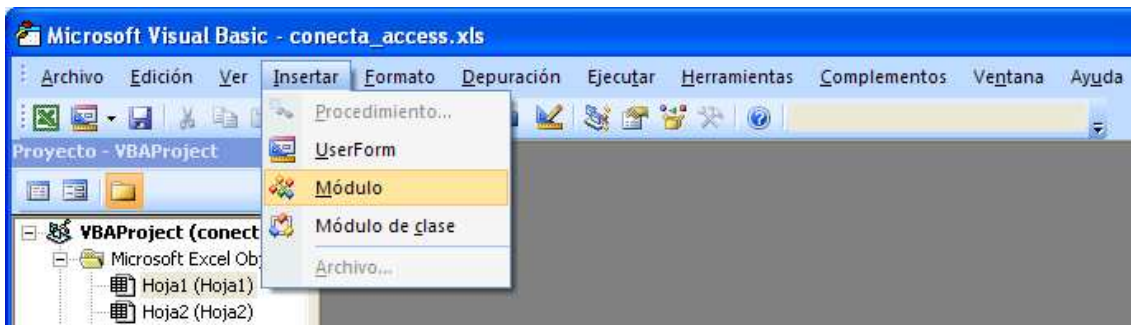 Microsoft Visual Basic - conecta_access.xls
Archivo Edición Ver Insertar Formato Depuración Ejecutar Herramientas Complementos Ventana Ayuda
Procedimiento...
Proyecto - VBAProject
UserForm
Módulo
Módulo de clase
VBAProject (conect
Microsoft Excel Ob
Archivo...
Hoja1 (Hoja1)
Hoja2 (Hoja2)